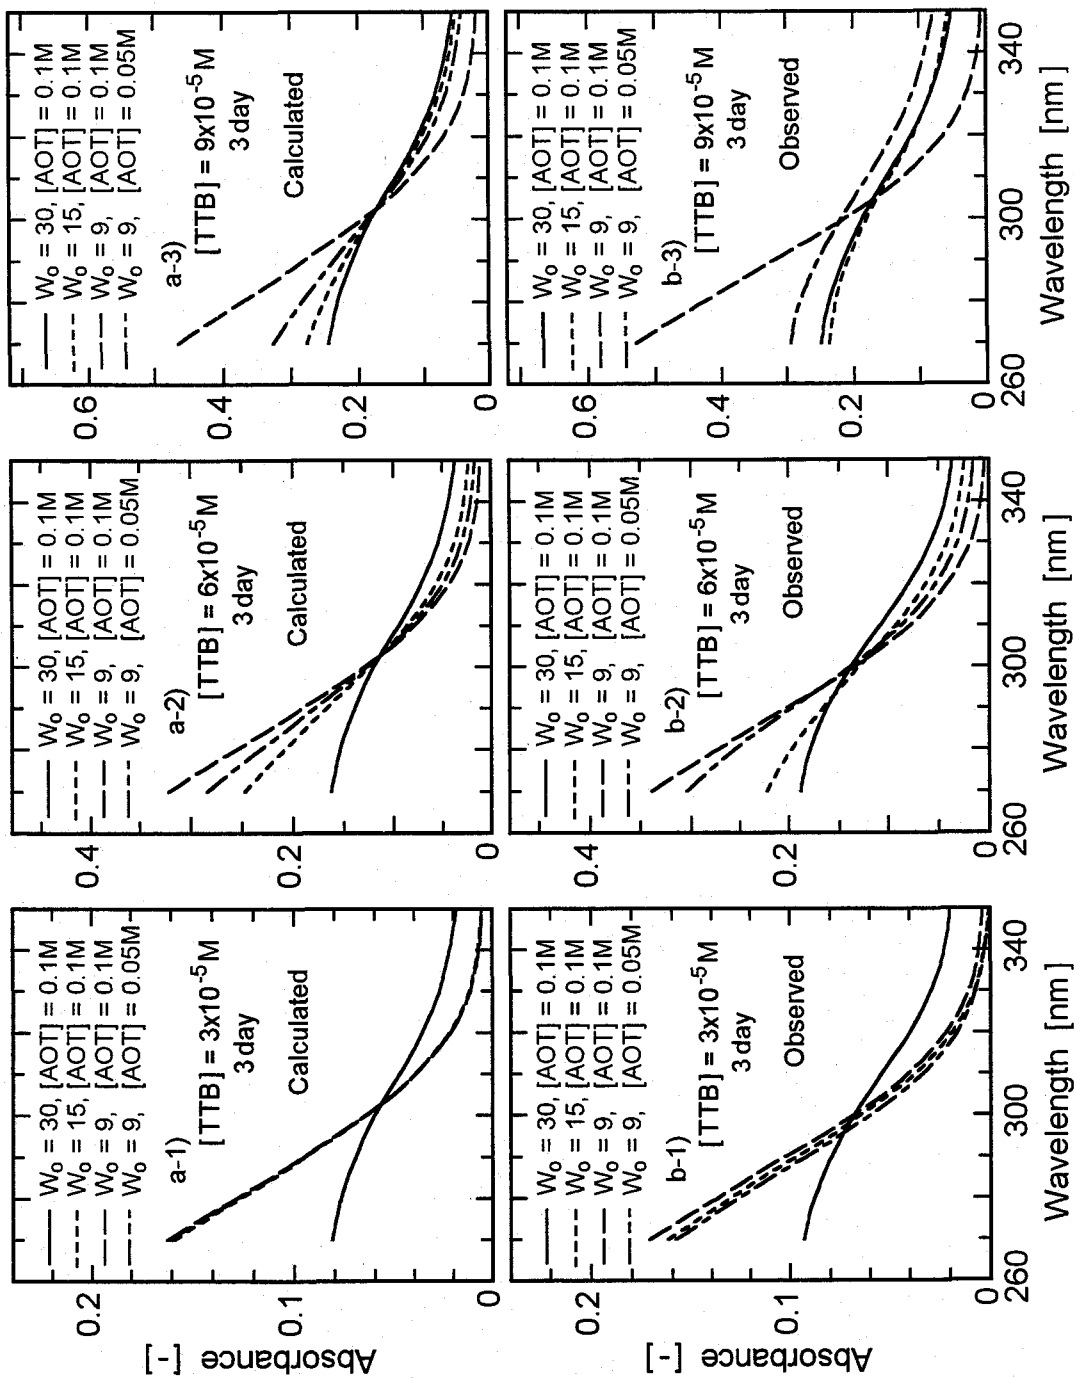 W₀ = 30, [AOT] = 0.1M
W₀ = 15, [AOT] = 0.1M
W₀ = 9, [AOT] = 0.1M
W₀ = 9, [AOT] = 0.05M
a-1)
[TTB] = 3x10⁻⁵ M
3 day
Calculated
0.2
0.1
0
Absorbance [-]
W₀ = 30, [AOT] = 0.1M
W₀ = 15, [AOT] = 0.1M
W₀ = 9, [AOT] = 0.1M
W₀ = 9, [AOT] = 0.05M
a-2)
[TTB] = 6x10⁻⁵ M
3 day
Calculated
0.4
0.2
0
W₀ = 30, [AOT] = 0.1M
W₀ = 15, [AOT] = 0.1M
W₀ = 9, [AOT] = 0.1M
W₀ = 9, [AOT] = 0.05M
a-3)
[TTB] = 9x10⁻⁵ M
3 day
Calculated
0.6
0.4
0.2
0
W₀ = 30, [AOT] = 0.1M
W₀ = 15, [AOT] = 0.1M
W₀ = 9, [AOT] = 0.1M
W₀ = 9, [AOT] = 0.05M
b-1)
[TTB] = 3x10⁻⁵ M
3 day
Observed
0.2
0.1
0
Absorbance [-]
260 300 340
Wavelength [nm]
W₀ = 30, [AOT] = 0.1M
W₀ = 15, [AOT] = 0.1M
W₀ = 9, [AOT] = 0.1M
W₀ = 9, [AOT] = 0.05M
b-2)
[TTB] = 6x10⁻⁵ M
3 day
Observed
0.4
0.2
0
260 300 340
Wavelength [nm]
W₀ = 30, [AOT] = 0.1M
W₀ = 15, [AOT] = 0.1M
W₀ = 9, [AOT] = 0.1M
W₀ = 9, [AOT] = 0.05M
b-3)
[TTB] = 9x10⁻⁵ M
3 day
Observed
0.6
0.4
0.2
0
260 300 340
Wavelength [nm]